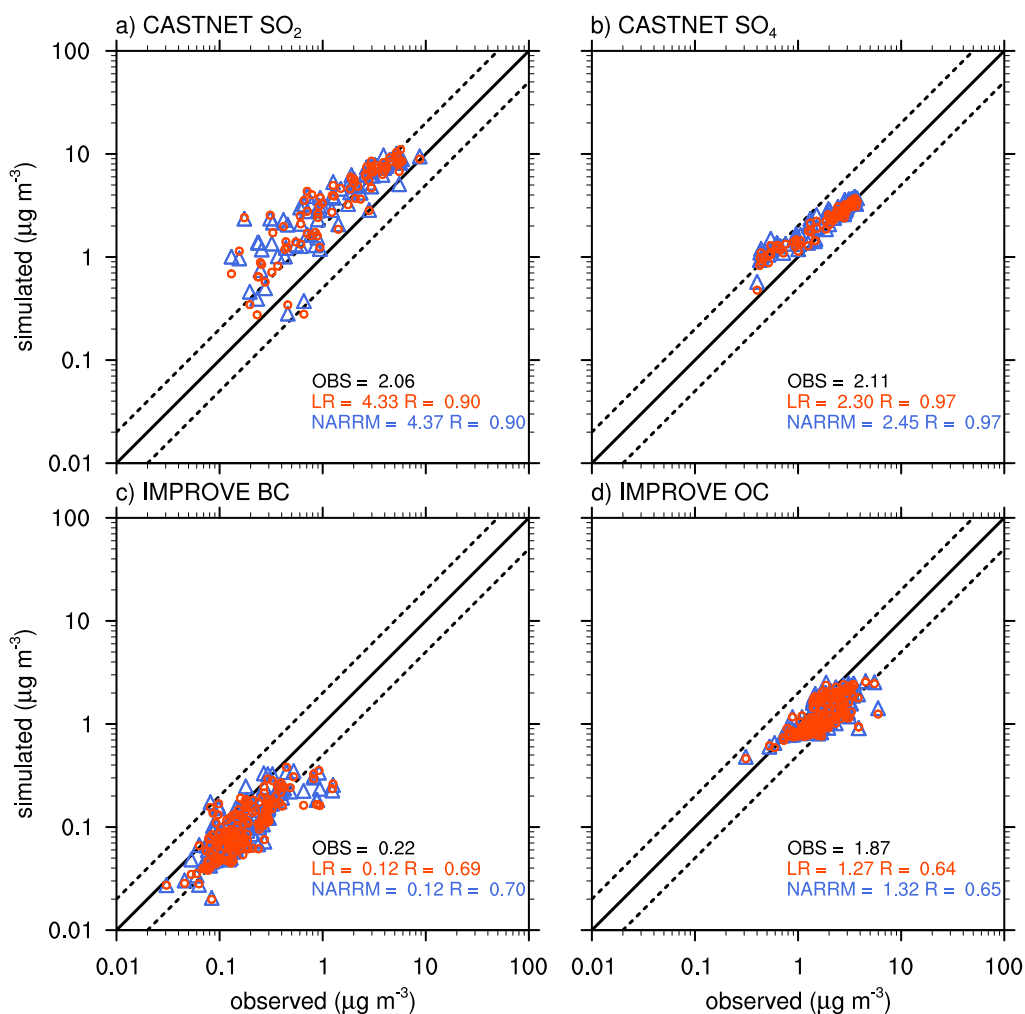 a) CASTNET SO₂
100
10
1
0.1
0.01
simulated (μg m⁻³)
OBS = 2.06
LR = 4.33 R = 0.90
NARRM = 4.37 R = 0.90
b) CASTNET SO₄
OBS = 2.11
LR = 2.30 R = 0.97
NARRM = 2.45 R = 0.97
c) IMPROVE BC
100
10
1
0.1
0.01
simulated (μg m⁻³)
OBS = 0.22
LR = 0.12 R = 0.69
NARRM = 0.12 R = 0.70
0.01 0.1 1 10 100
observed (μg m⁻³)
d) IMPROVE OC
OBS = 1.87
LR = 1.27 R = 0.64
NARRM = 1.32 R = 0.65
0.01 0.1 1 10 100
observed (μg m⁻³)